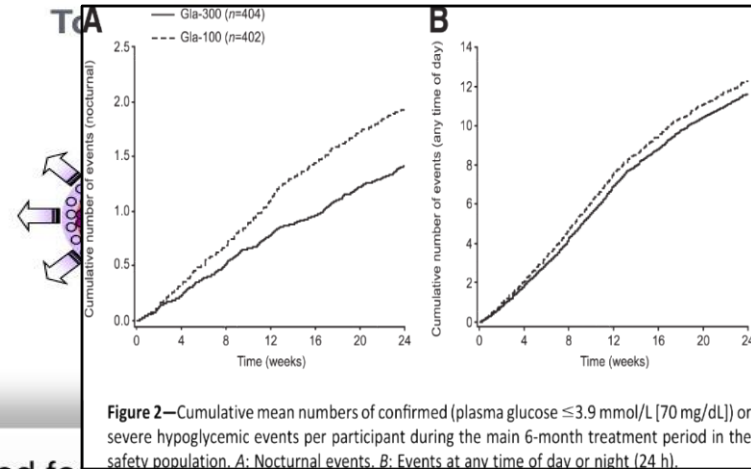 To
A
Gla-300 (n=404)
Gla-100 (n=402)
Cumulative number of events (nocturnal)
2.5
2.0
1.5
1.0
0.5
0.0
0 4 8 12 16 20 24
Time (weeks)
B
Cumulative number of events (any time of day)
14
12
10
8
6
4
2
0
0 4 8 12 16 20 24
Time (weeks)
Figure 2—Cumulative mean numbers of confirmed (plasma glucose ≤3.9 mmol/L [70 mg/dL]) or
severe hypoglycemic events per participant during the main 6-month treatment period in the
safety population. A: Nocturnal events. B: Events at any time of day or night (24 h).